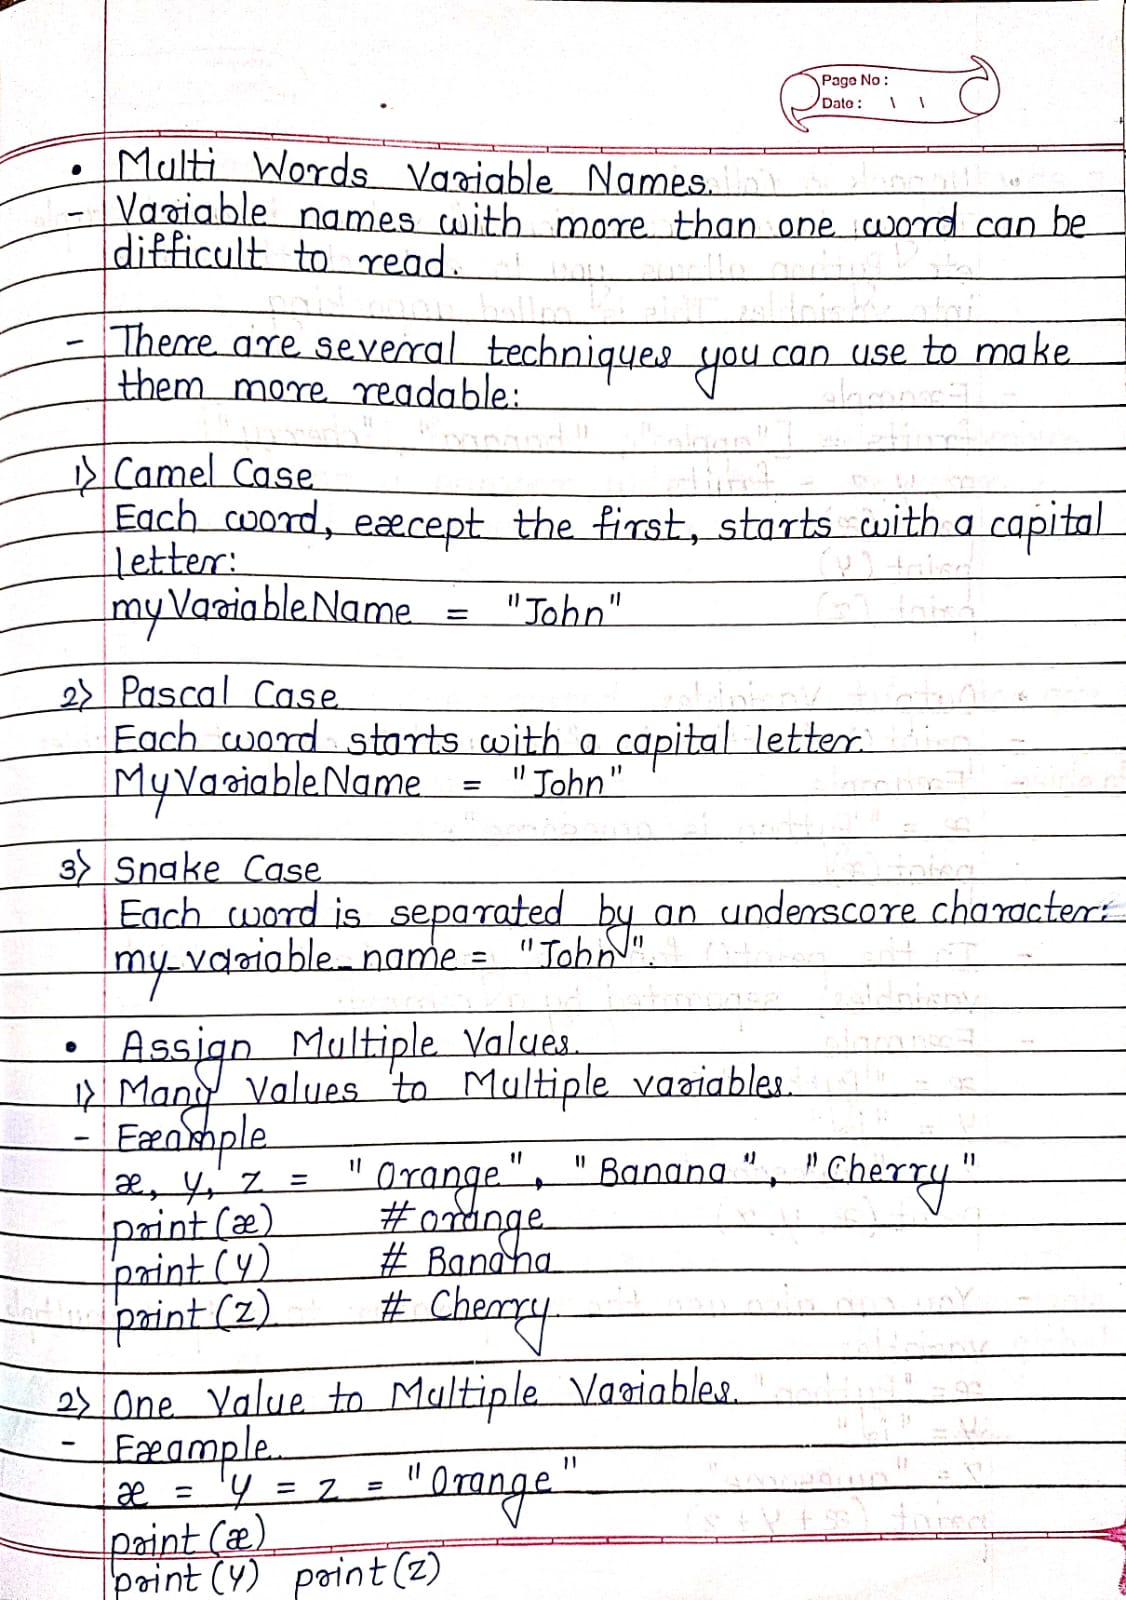 Page No :
Date : \ \
• Multi Words Variable Names.
- Variable names with more than one word can be
difficult to read.
- There are several techniques you can use to make
them more readable:
1) Camel Case
Each word, except the first, starts with a capital
letter:
myVariableName = "John"
2) Pascal Case
Each word starts with a capital letter.
MyVariableName = "John"
3) Snake Case
Each word is separated by an underscore character:
my_variable_name = "John".
• Assign Multiple Values.
1) Many Values to Multiple variables.
- Example
x, y, z = "Orange", "Banana", "Cherry"
print(x) #orange
print(y) # Banana
print(z) # Cherry.
2) One Value to Multiple Variables.
- Example.
x = y = z = "Orange"
print(x)
print(y) print(z)